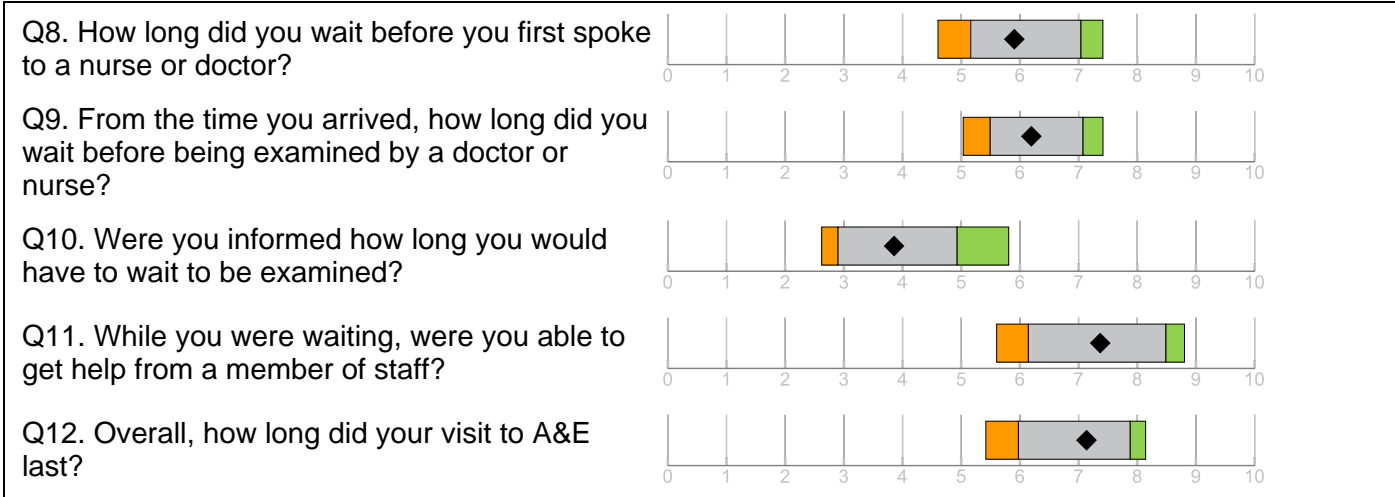 Q8. How long did you wait before you first spoke
to a nurse or doctor?
0 1 2 3 4 5 6 7 8 9 10
Q9. From the time you arrived, how long did you
wait before being examined by a doctor or
nurse?
0 1 2 3 4 5 6 7 8 9 10
Q10. Were you informed how long you would
have to wait to be examined?
0 1 2 3 4 5 6 7 8 9 10
Q11. While you were waiting, were you able to
get help from a member of staff?
0 1 2 3 4 5 6 7 8 9 10
Q12. Overall, how long did your visit to A&E
last?
0 1 2 3 4 5 6 7 8 9 10